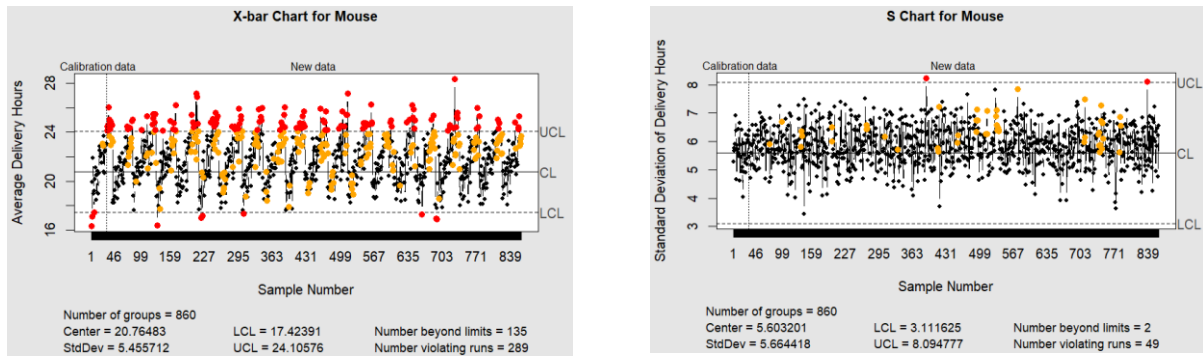 X-bar Chart for Mouse
Calibration data
New data
Average Delivery Hours
28
24
20
16
UCL
CL
LCL
1 46 99 159 227 295 363 431 499 567 635 703 771 839
Sample Number
Number of groups = 860
Center = 20.76483 LCL = 17.42391 Number beyond limits = 135
StdDev = 5.455712 UCL = 24.10576 Number violating runs = 289
S Chart for Mouse
Calibration data
New data
Standard Deviation of Delivery Hours
8
7
6
5
4
3
UCL
CL
LCL
1 46 99 159 227 295 363 431 499 567 635 703 771 839
Sample Number
Number of groups = 860
Center = 5.603201 LCL = 3.111625 Number beyond limits = 2
StdDev = 5.664418 UCL = 8.094777 Number violating runs = 49